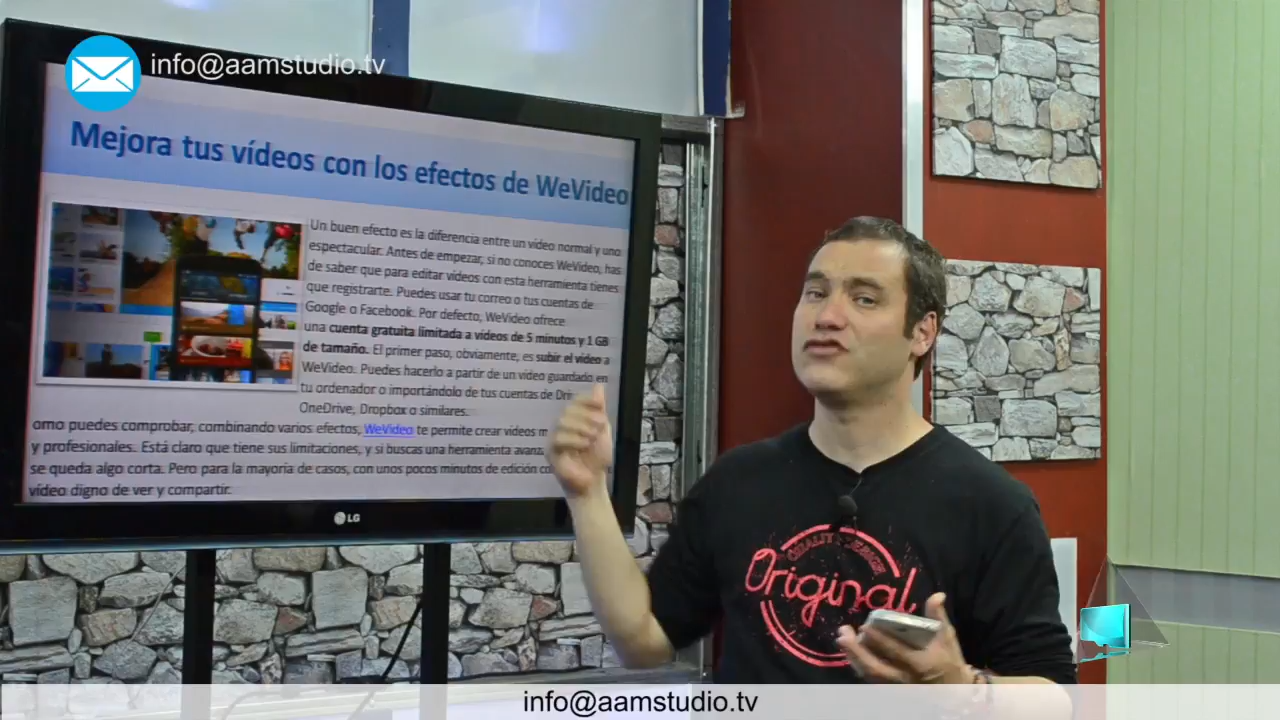 info@aamstudio.tv
Mejora tus vídeos con los efectos de WeVideo
Un buen efecto es la diferencia entre un vídeo normal y uno
espectacular. Antes de empezar, si no conoces WeVideo, has
de saber que para editar vídeos con esta herramienta tienes
que registrarte. Puedes usar tu correo o tus cuentas de
Google o Facebook. Por defecto, WeVideo ofrece
una cuenta gratuita limitada a vídeos de 5 minutos y 1 GB
de tamaño. El primer paso, obviamente, es subir el vídeo a
WeVideo. Puedes hacerlo a partir de un vídeo guardado en
tu ordenador o importándolo de tus cuentas de
OneDrive, Dropbox o similares.
omo puedes comprobar, combinando varios efectos, WeVideo te permite crear vídeos
y profesionales. Está claro que tiene sus limitaciones, y si buscas una herramienta
se queda algo corta. Pero para la mayoría de casos, con unos pocos minutos de edición
vídeo digno de ver y compartir.
LG
QUALITY DESIGN
Original
info@aamstudio.tv